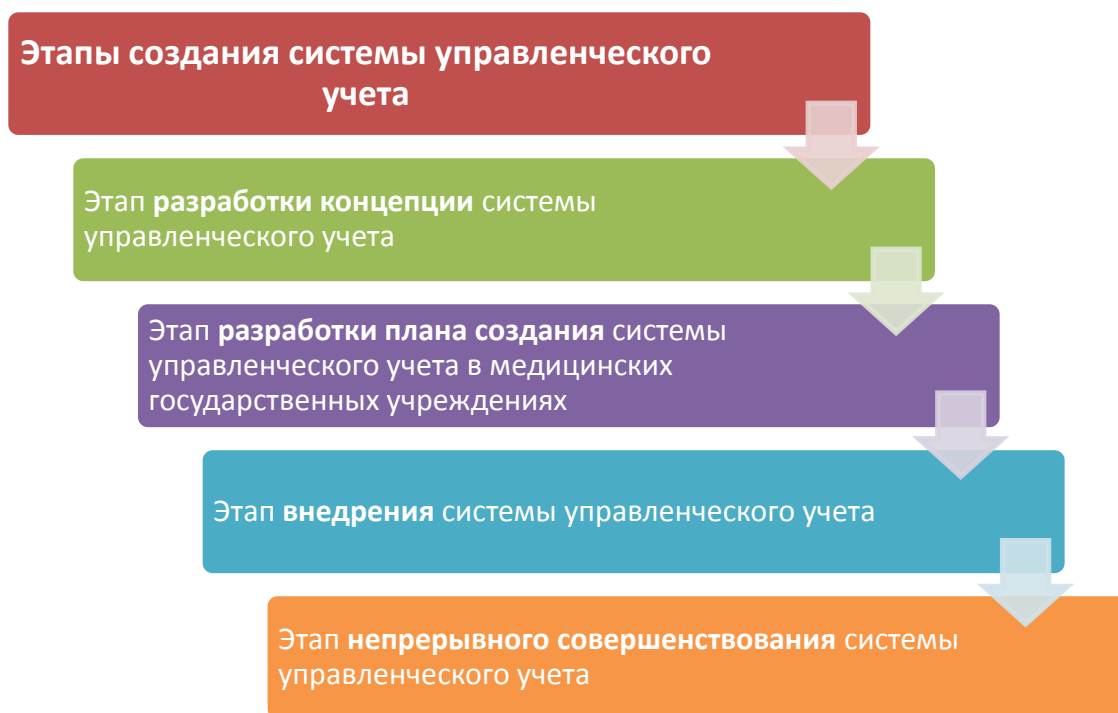 Этапы создания системы управленческого
учета
Этап разработки концепции системы
управленческого учета
Этап разработки плана создания системы
управленческого учета в медицинских
государственных учреждениях
Этап внедрения системы управленческого учета
Этап непрерывного совершенствования системы
управленческого учета